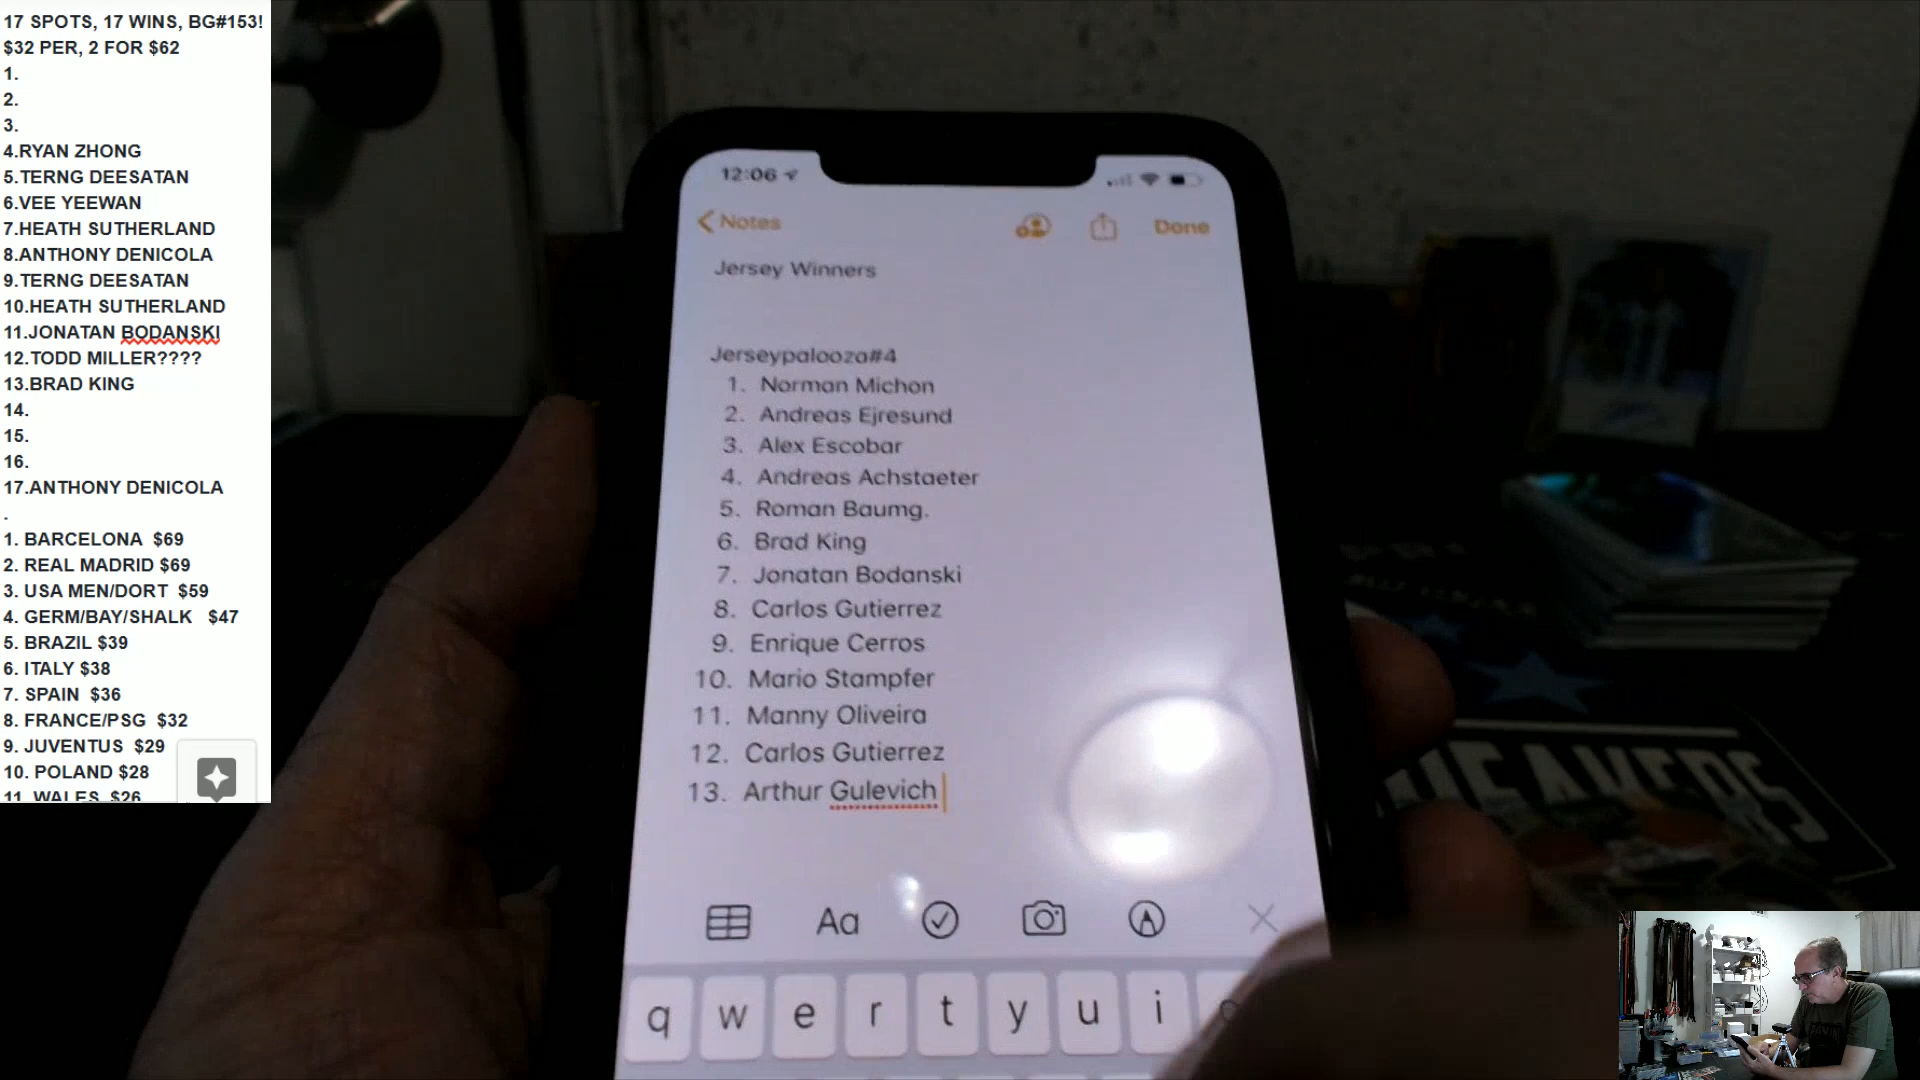 17 SPOTS, 17 WINS, BG#153!
$32 PER, 2 FOR $62
1.
2.
3.
4.RYAN ZHONG
5.TERNG DEESATAN
6.VEE YEEWAN
7.HEATH SUTHERLAND
8.ANTHONY DENICOLA
9.TERNG DEESATAN
10.HEATH SUTHERLAND
11.JONATAN BODANSKI
12.TODD MILLER????
13.BRAD KING
14.
15.
16.
17.ANTHONY DENICOLA
.
1. BARCELONA $69
2. REAL MADRID $69
3. USA MEN/DORT $59
4. GERM/BAY/SHALK $47
5. BRAZIL $39
6. ITALY $38
7. SPAIN $36
8. FRANCE/PSG $32
9. JUVENTUS $29
10. POLAND $28
11. WALES $26
12:06
Notes
Done
Jersey Winners
Jerseypalooza#4
1. Norman Michon
2. Andreas Ejresund
3. Alex Escobar
4. Andreas Achstaeter
5. Roman Baumg.
6. Brad King
7. Jonatan Bodanski
8. Carlos Gutierrez
9. Enrique Cerros
10. Mario Stampfer
11. Manny Oliveira
12. Carlos Gutierrez
13. Arthur Gulevich
Aa
q w e r t y u i